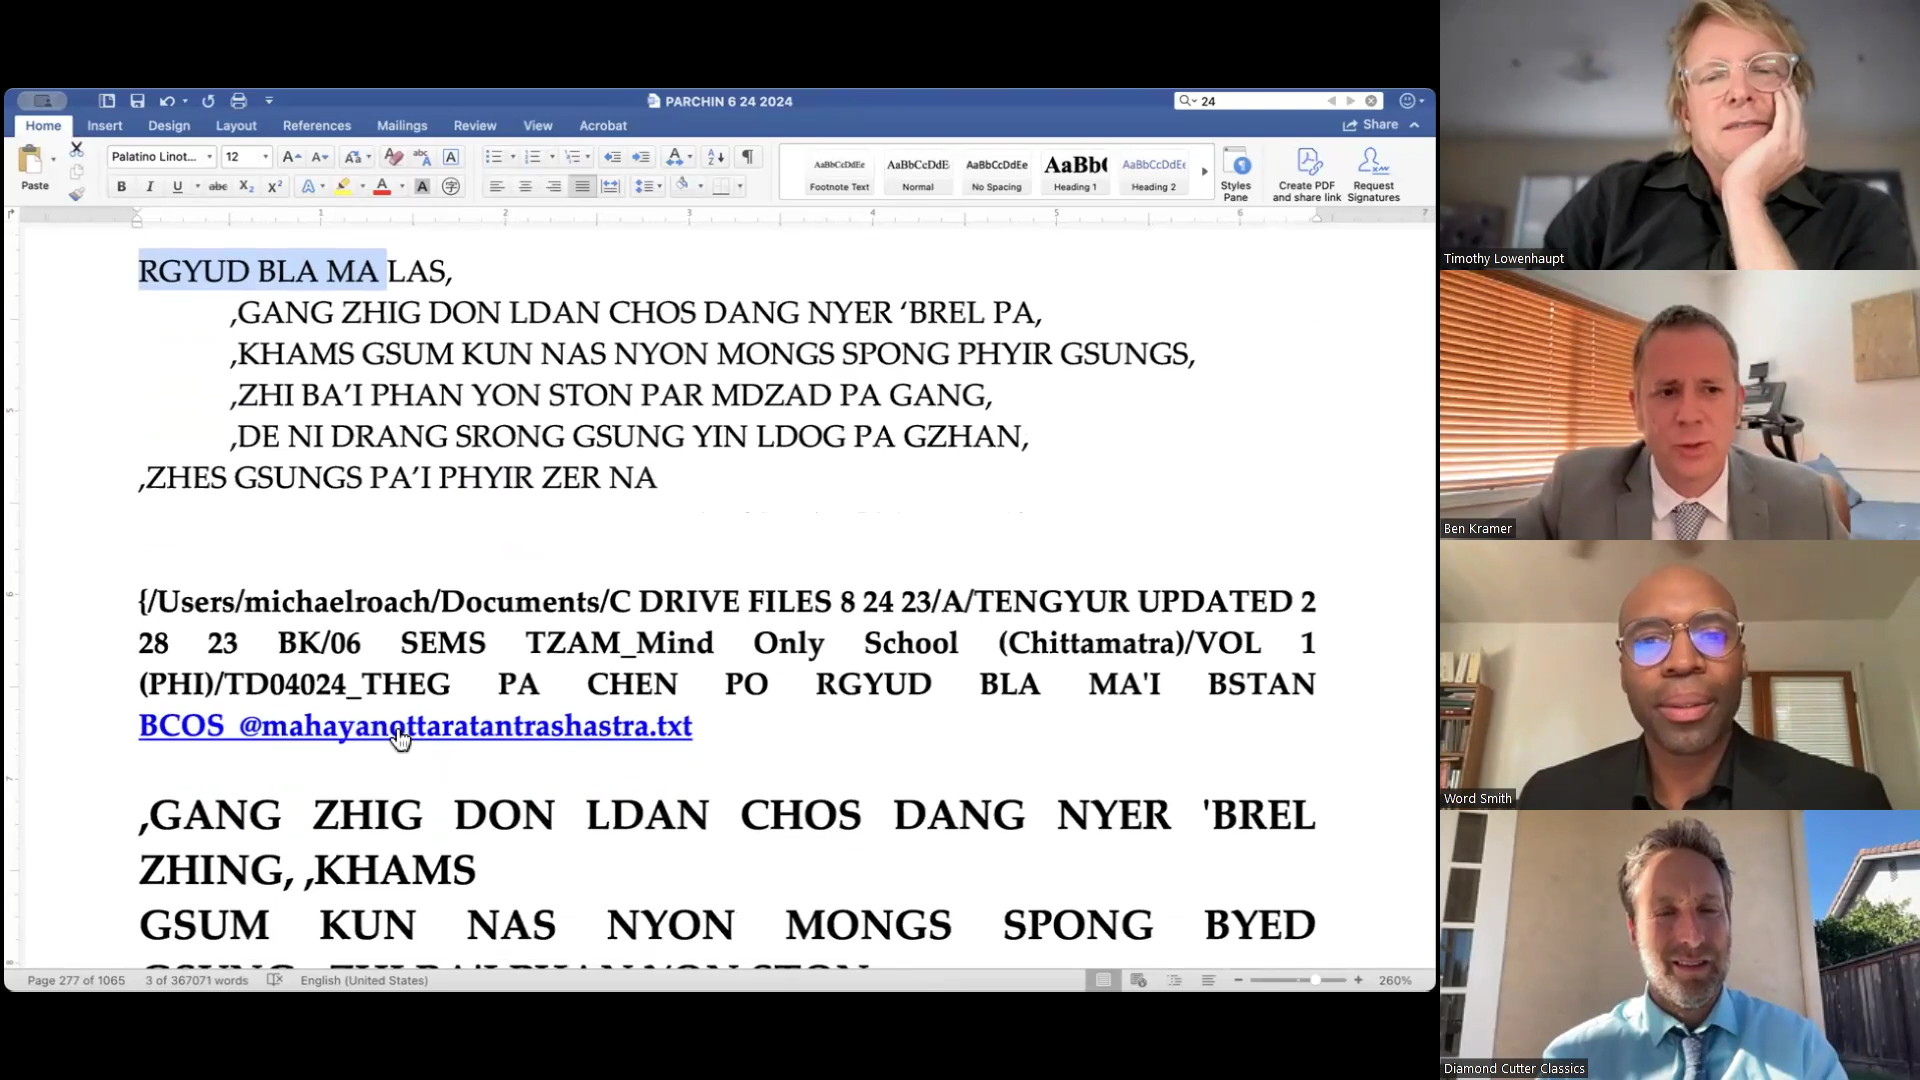 PARCHIN 6 24 2024
24
Home Insert Design Layout References Mailings Review View Acrobat
Share
Paste
Palatino Linot... 12
AaBbCcDdEe AaBbCcDdE AaBbCcDdEe AaBb( AaBbCcDdEe
Footnote Text Normal No Spacing Heading 1 Heading 2
Styles Pane
Create PDF and share link
Request Signatures
RGYUD BLA MA LAS,
,GANG ZHIG DON LDAN CHOS DANG NYER ‘BREL PA,
,KHAMS GSUM KUN NAS NYON MONGS SPONG PHYIR GSUNGS,
,ZHI BA’I PHAN YON STON PAR MDZAD PA GANG,
,DE NI DRANG SRONG GSUNG YIN LDOG PA GZHAN,
,ZHES GSUNGS PA’I PHYIR ZER NA
{/Users/michaelroach/Documents/C DRIVE FILES 8 24 23/A/TENGYUR UPDATED 2
28 23 BK/06 SEMS TZAM_Mind Only School (Chittamatra)/VOL 1
(PHI)/TD04024_THEG PA CHEN PO RGYUD BLA MA'I BSTAN
BCOS_@mahayanottaratantrashastra.txt
,GANG ZHIG DON LDAN CHOS DANG NYER 'BREL
ZHING, ,KHAMS
GSUM KUN NAS NYON MONGS SPONG BYED
Page 277 of 1065 3 of 367071 words English (United States) 260%
Timothy Lowenhaupt
Ben Kramer
Word Smith
Diamond Cutter Classics